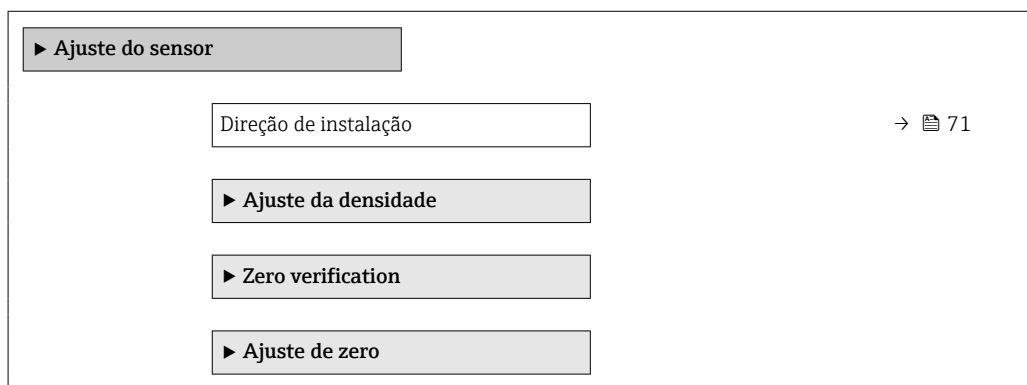 ▶ Ajuste do sensor
Direção de instalação → 71
▶ Ajuste da densidade
▶ Zero verification
▶ Ajuste de zero